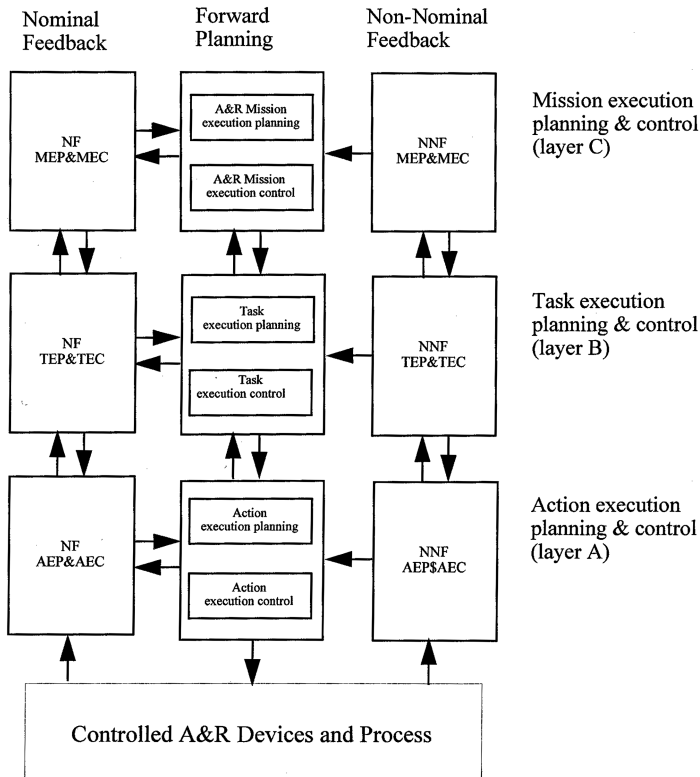 Nominal
Feedback
Forward
Planning
Non-Nominal
Feedback
NF
MEP&MEC
A&R Mission
execution planning
A&R Mission
execution control
NNF
MEP&MEC
Mission execution
planning & control
(layer C)
NF
TEP&TEC
Task
execution planning
Task
execution control
NNF
TEP&TEC
Task execution
planning & control
(layer B)
NF
AEP&AEC
Action
execution planning
Action
execution control
NNF
AEP$AEC
Action execution
planning & control
(layer A)
Controlled A&R Devices and Process